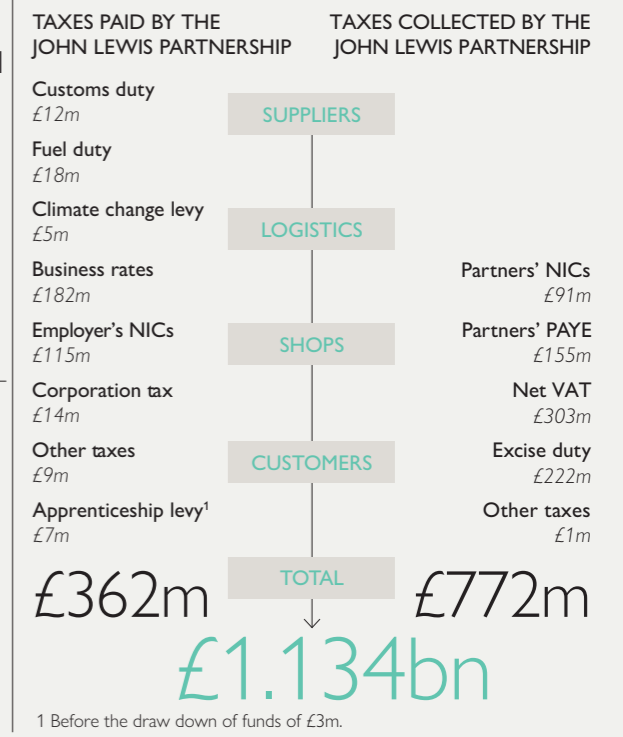 TAXES PAID BY THE
JOHN LEWIS PARTNERSHIP
Customs duty
£12m
Fuel duty
£18m
Climate change levy
£5m
Business rates
£182m
Employer’s NICs
£115m
Corporation tax
£14m
Other taxes
£9m
Apprenticeship levy¹
£7m
£362m
SUPPLIERS
LOGISTICS
SHOPS
CUSTOMERS
TOTAL
TAXES COLLECTED BY THE
JOHN LEWIS PARTNERSHIP
Partners’ NICs
£91m
Partners’ PAYE
£155m
Net VAT
£303m
Excise duty
£222m
Other taxes
£1m
£772m
£1.134bn
1 Before the draw down of funds of £3m.